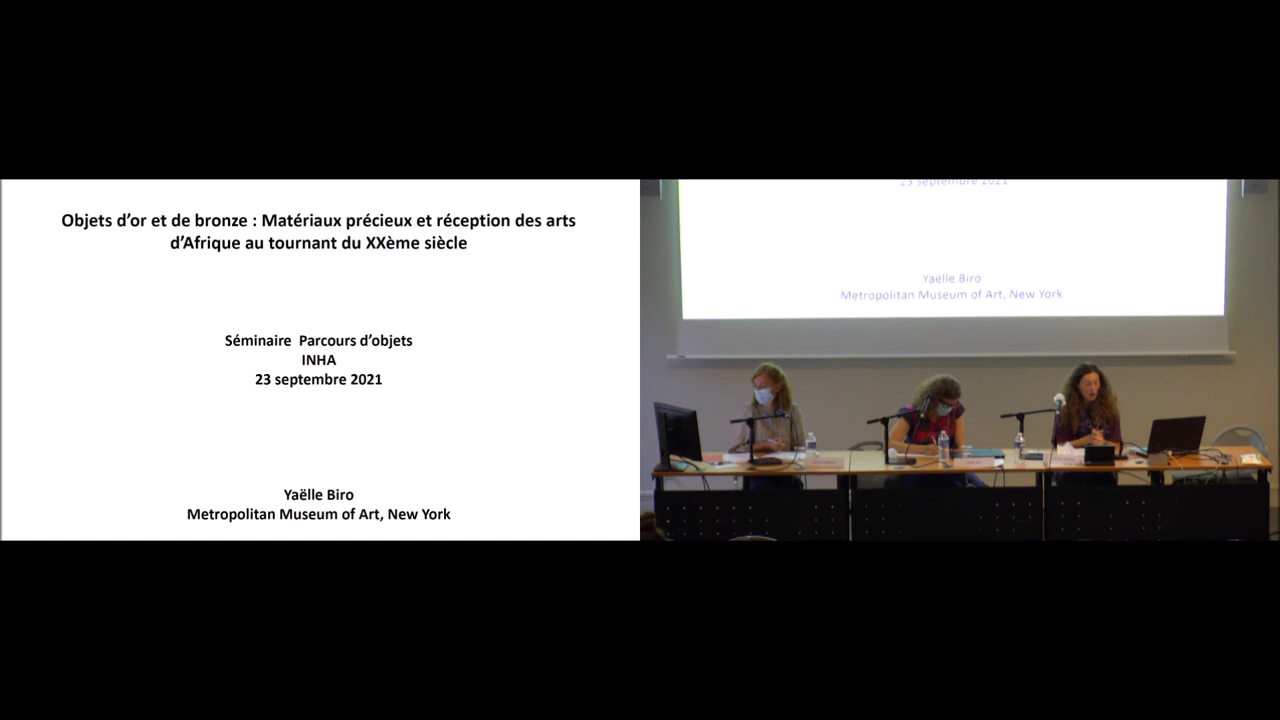 Objets d’or et de bronze : Matériaux précieux et réception des arts
d’Afrique au tournant du XXème siècle
Séminaire Parcours d’objets
INHA
23 septembre 2021
Yaëlle Biro
Metropolitan Museum of Art, New York
23 septembre 2021
Yaelle Biro
Metropolitan Museum of Art, New York